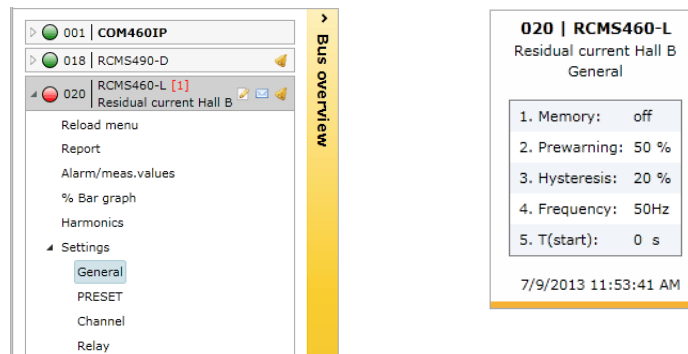 001 COM460IP
018 RCMS490-D
020 RCMS460-L [1]
Residual current Hall B
Reload menu
Report
Alarm/meas.values
% Bar graph
Harmonics
Settings
General
PRESET
Channel
Relay
Bus overview
020 | RCMS460-L
Residual current Hall B
General
1. Memory: off
2. Prewarning: 50 %
3. Hysteresis: 20 %
4. Frequency: 50Hz
5. T(start): 0 s
7/9/2013 11:53:41 AM